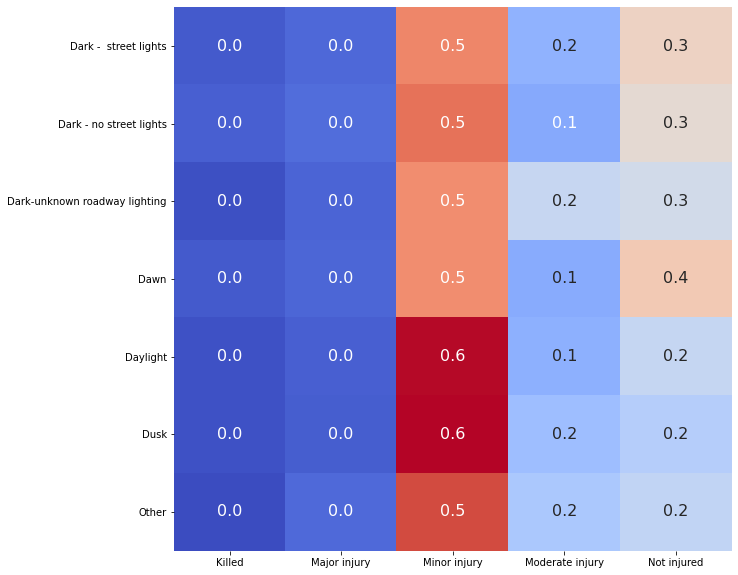 Dark -  street lights 0.0 0.0 0.5 0.2 0.3
Dark - no street lights 0.0 0.0 0.5 0.1 0.3
Dark-unknown roadway lighting 0.0 0.0 0.5 0.2 0.3
Dawn 0.0 0.0 0.5 0.1 0.4
Daylight 0.0 0.0 0.6 0.1 0.2
Dusk 0.0 0.0 0.6 0.2 0.2
Other 0.0 0.0 0.5 0.2 0.2
Killed Major injury Minor injury Moderate injury Not injured